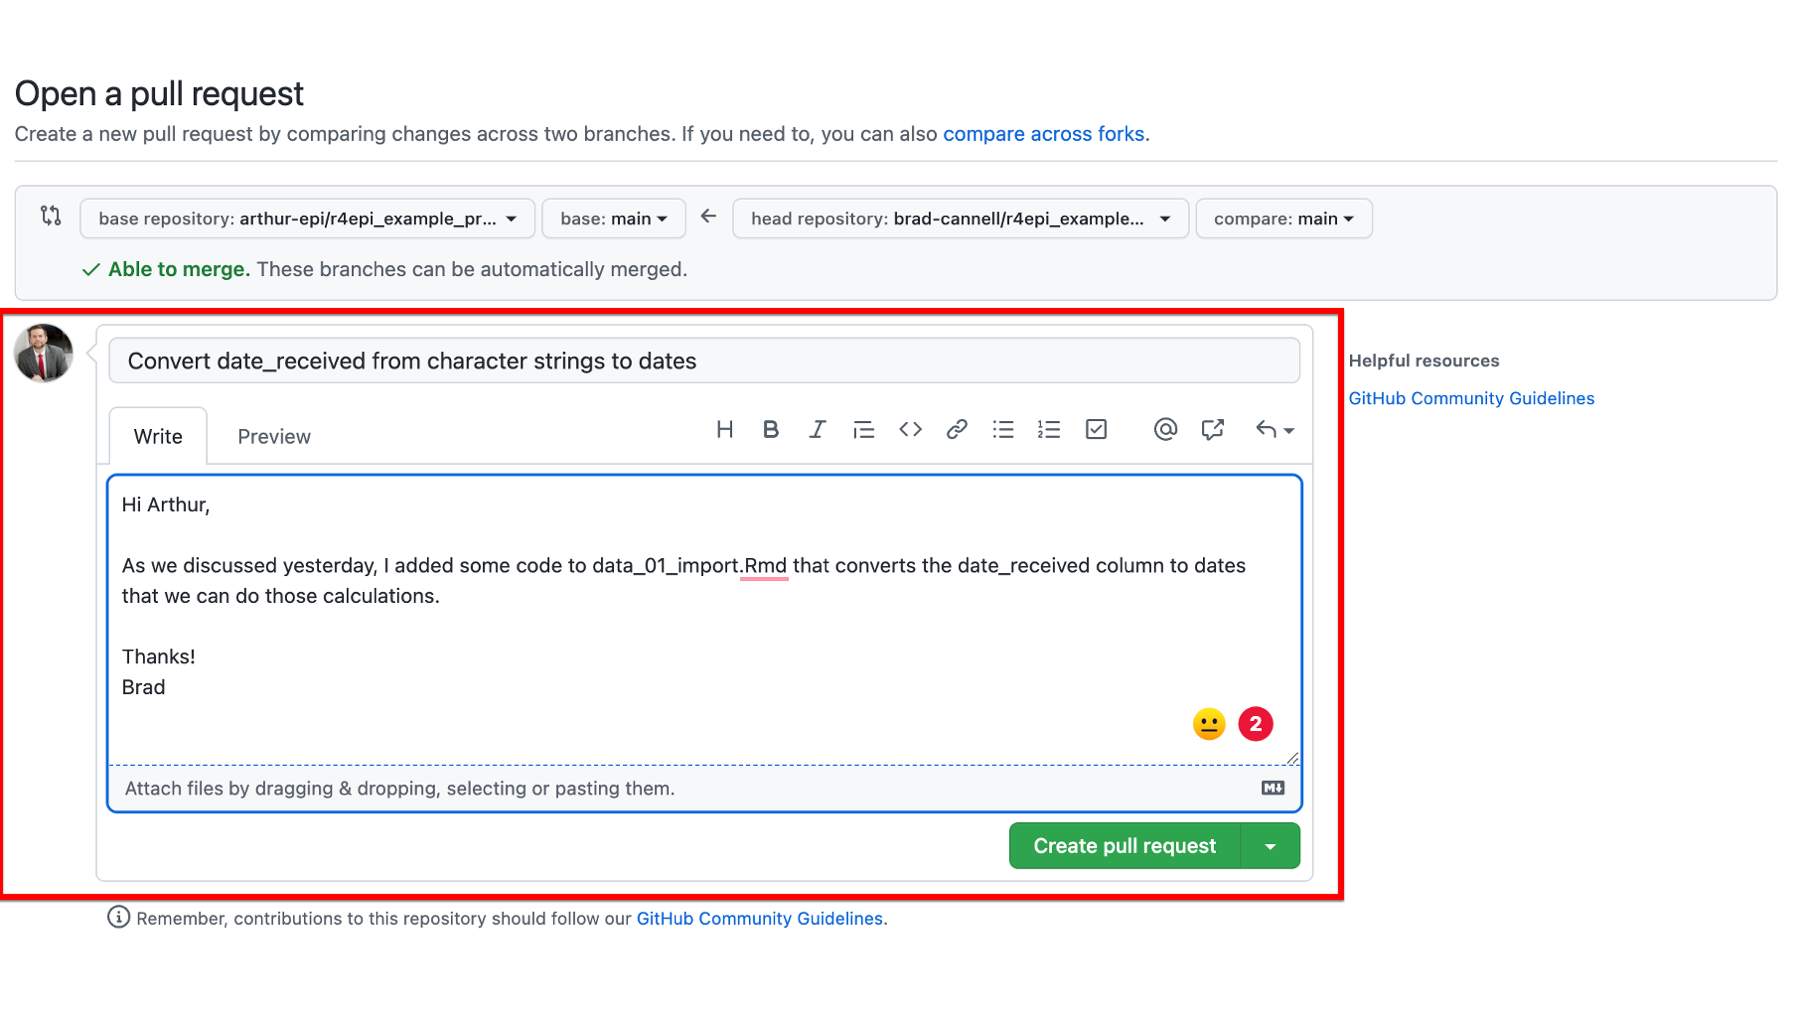 Open a pull request
Create a new pull request by comparing changes across two branches. If you need to, you can also compare across forks.
base repository: arthur-epi/r4epi_example_pr... base: main head repository: brad-cannell/r4epi_example... compare: main
Able to merge. These branches can be automatically merged.
Convert date_received from character strings to dates
Helpful resources
GitHub Community Guidelines
Write Preview H B I
Hi Arthur,
As we discussed yesterday, I added some code to data_01_import.Rmd that converts the date_received column to dates
that we can do those calculations.
Thanks!
Brad
2
Attach files by dragging & dropping, selecting or pasting them. M
Create pull request
Remember, contributions to this repository should follow our GitHub Community Guidelines.